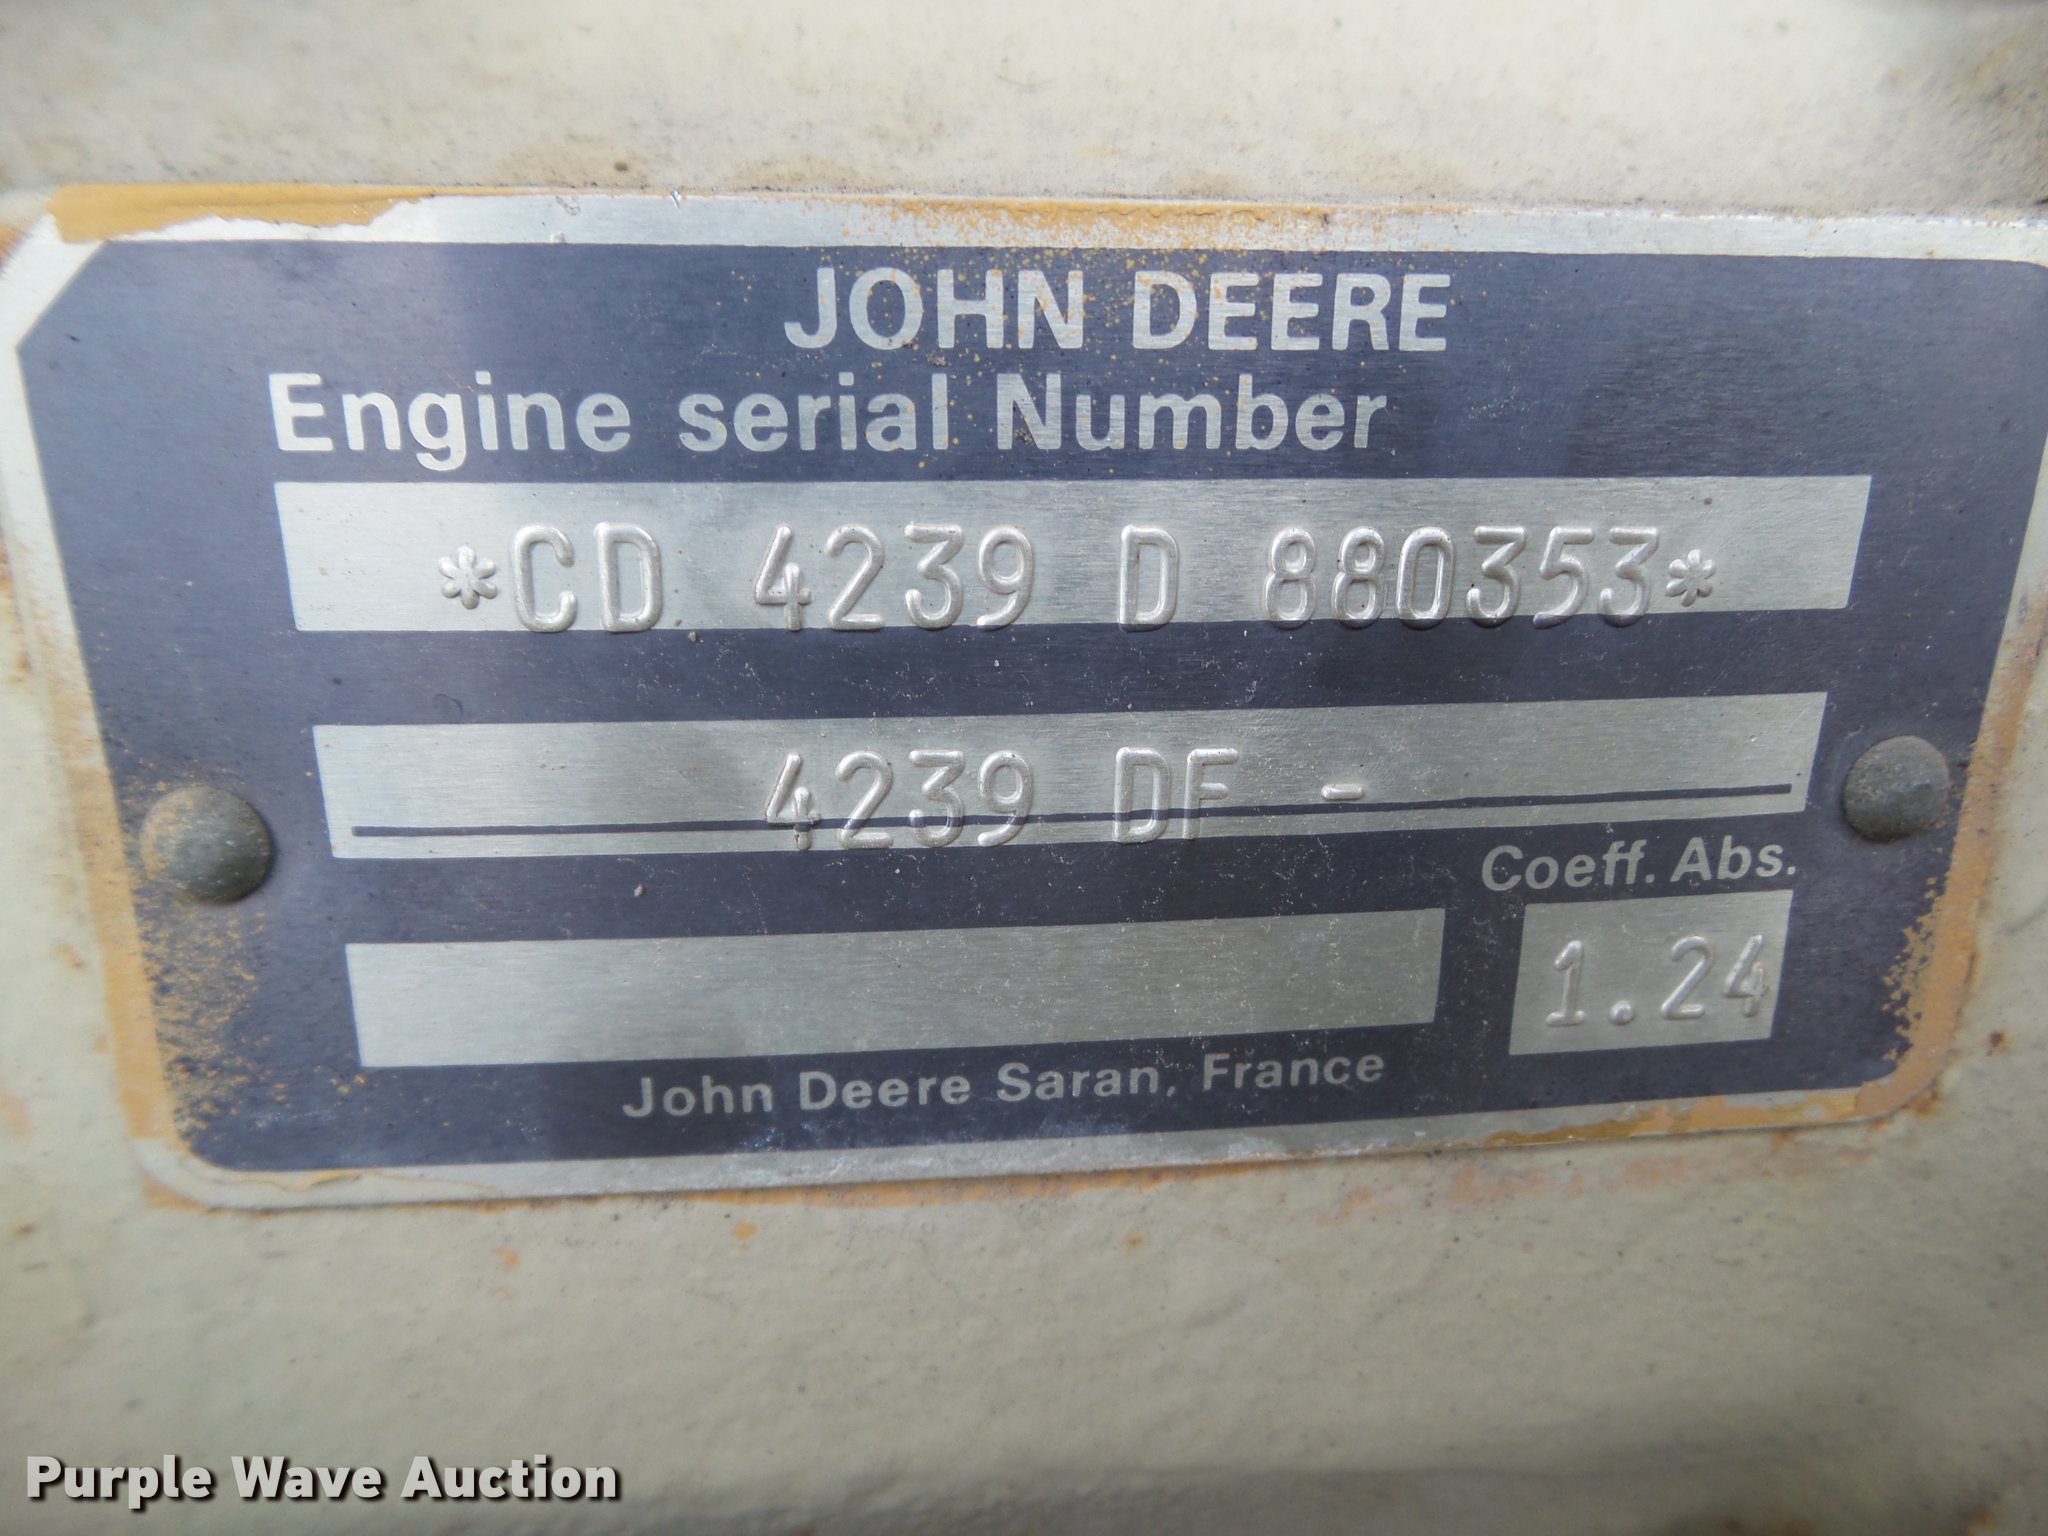 JOHN DEERE
Engine serial Number
*CD 4239 D 880353*
4239 DF -
Coeff. Abs.
1.24
John Deere Saran, France
Purple Wave Auction